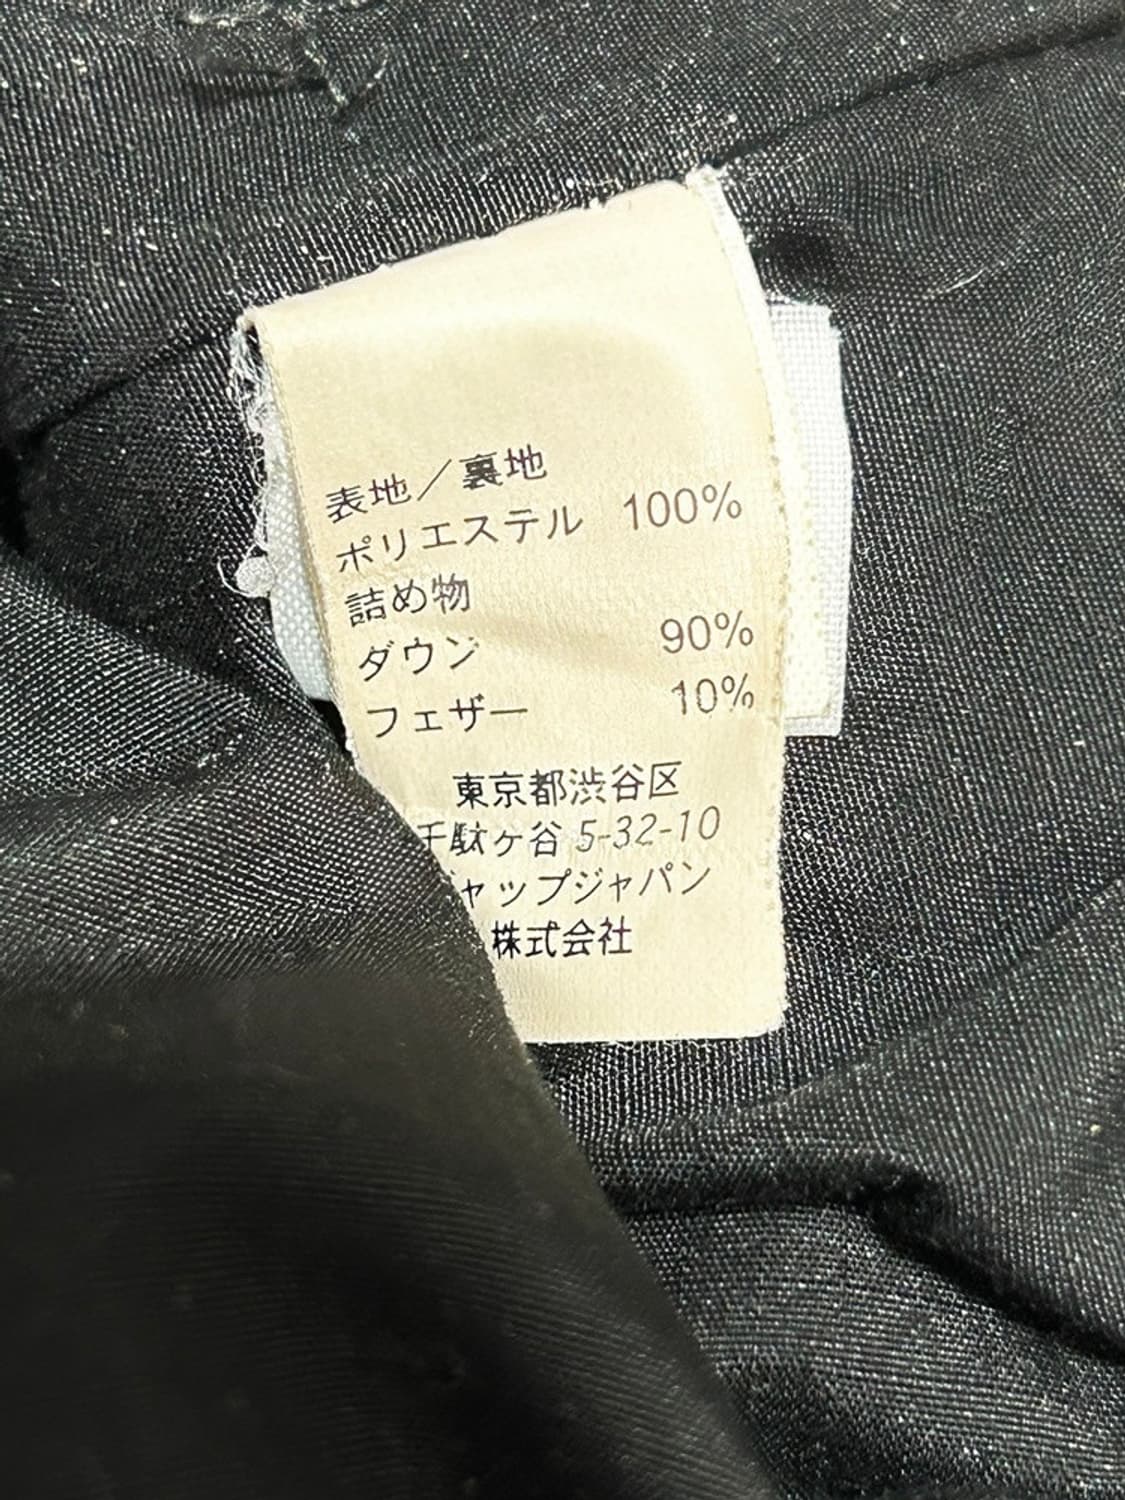 表地／裏地
ポリエステル 100%
詰め物
ダウン 90%
フェザー 10%
東京都渋谷区
千駄ヶ谷 5-32-10
ャップジャパン
株式会社